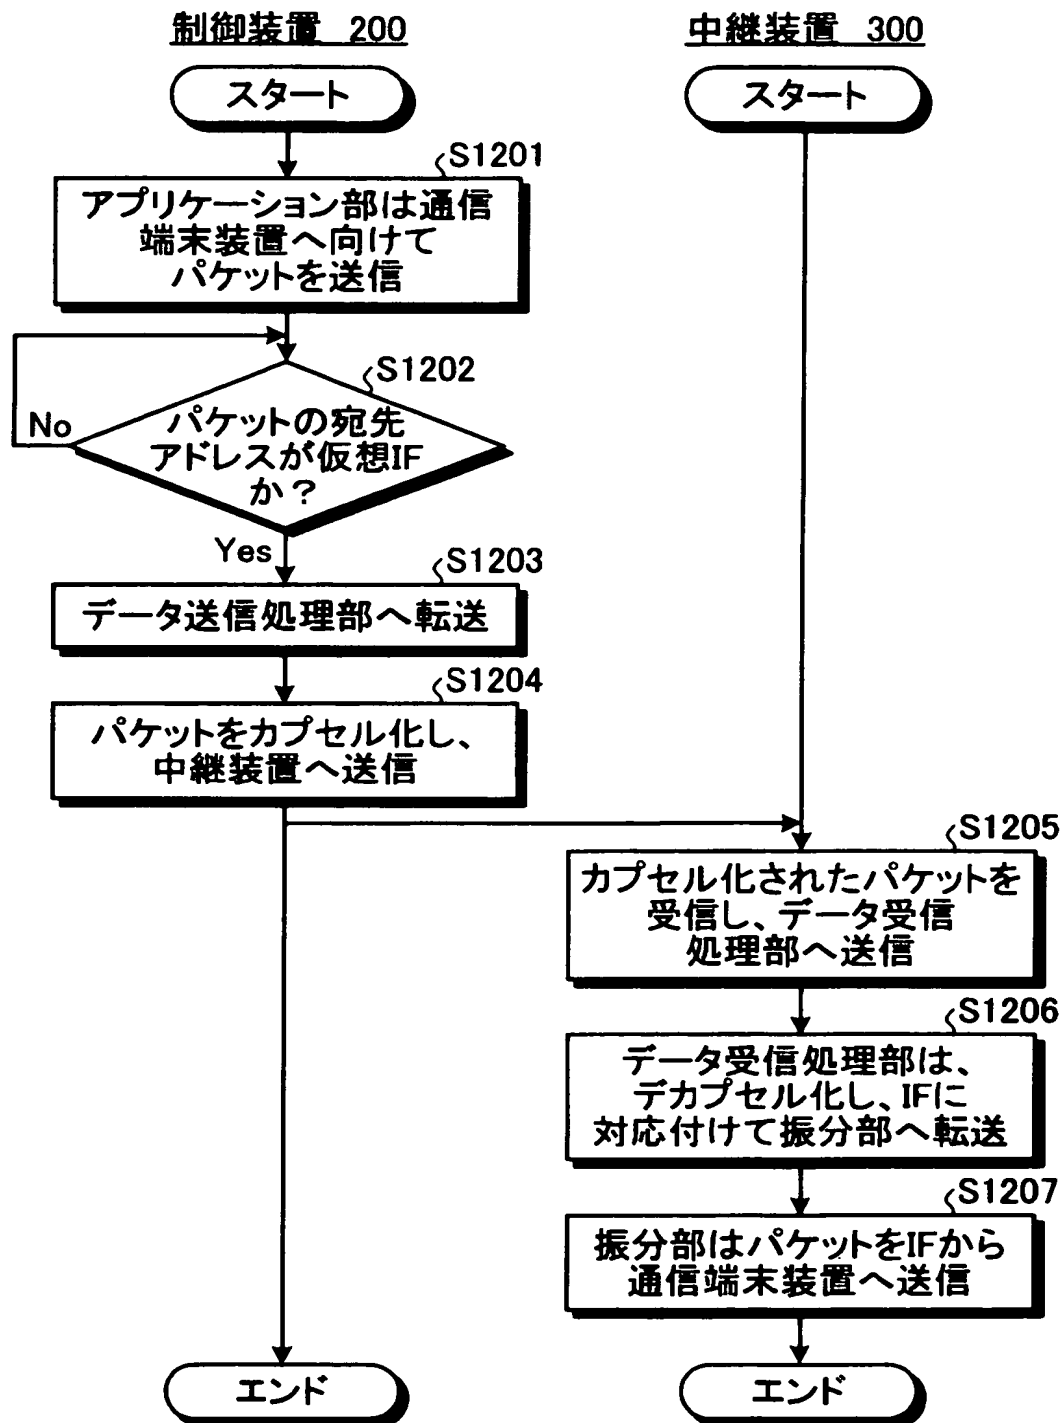 制御装置 200
中継装置 300
スタート
スタート
S1201
アプリケーション部は通信
端末装置へ向けて
パケットを送信
S1202
No
パケットの宛先
アドレスが仮想IF
か？
Yes
S1203
データ送信処理部へ転送
S1204
パケットをカプセル化し、
中継装置へ送信
S1205
カプセル化されたパケットを
受信し、データ受信
処理部へ送信
S1206
データ受信処理部は、
デカプセル化し、IFに
対応付けて振分部へ転送
S1207
振分部はパケットをIFから
通信端末装置へ送信
エンド
エンド